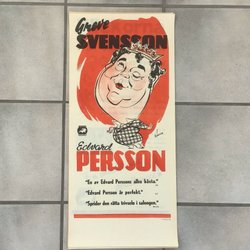 Greve
SVENSSON
Edvard
PERSSON
"En av Edvard Perssons allra bästa."
"Edvard Persson är perfekt."
"Sprider den rätta trivseln i salongen."